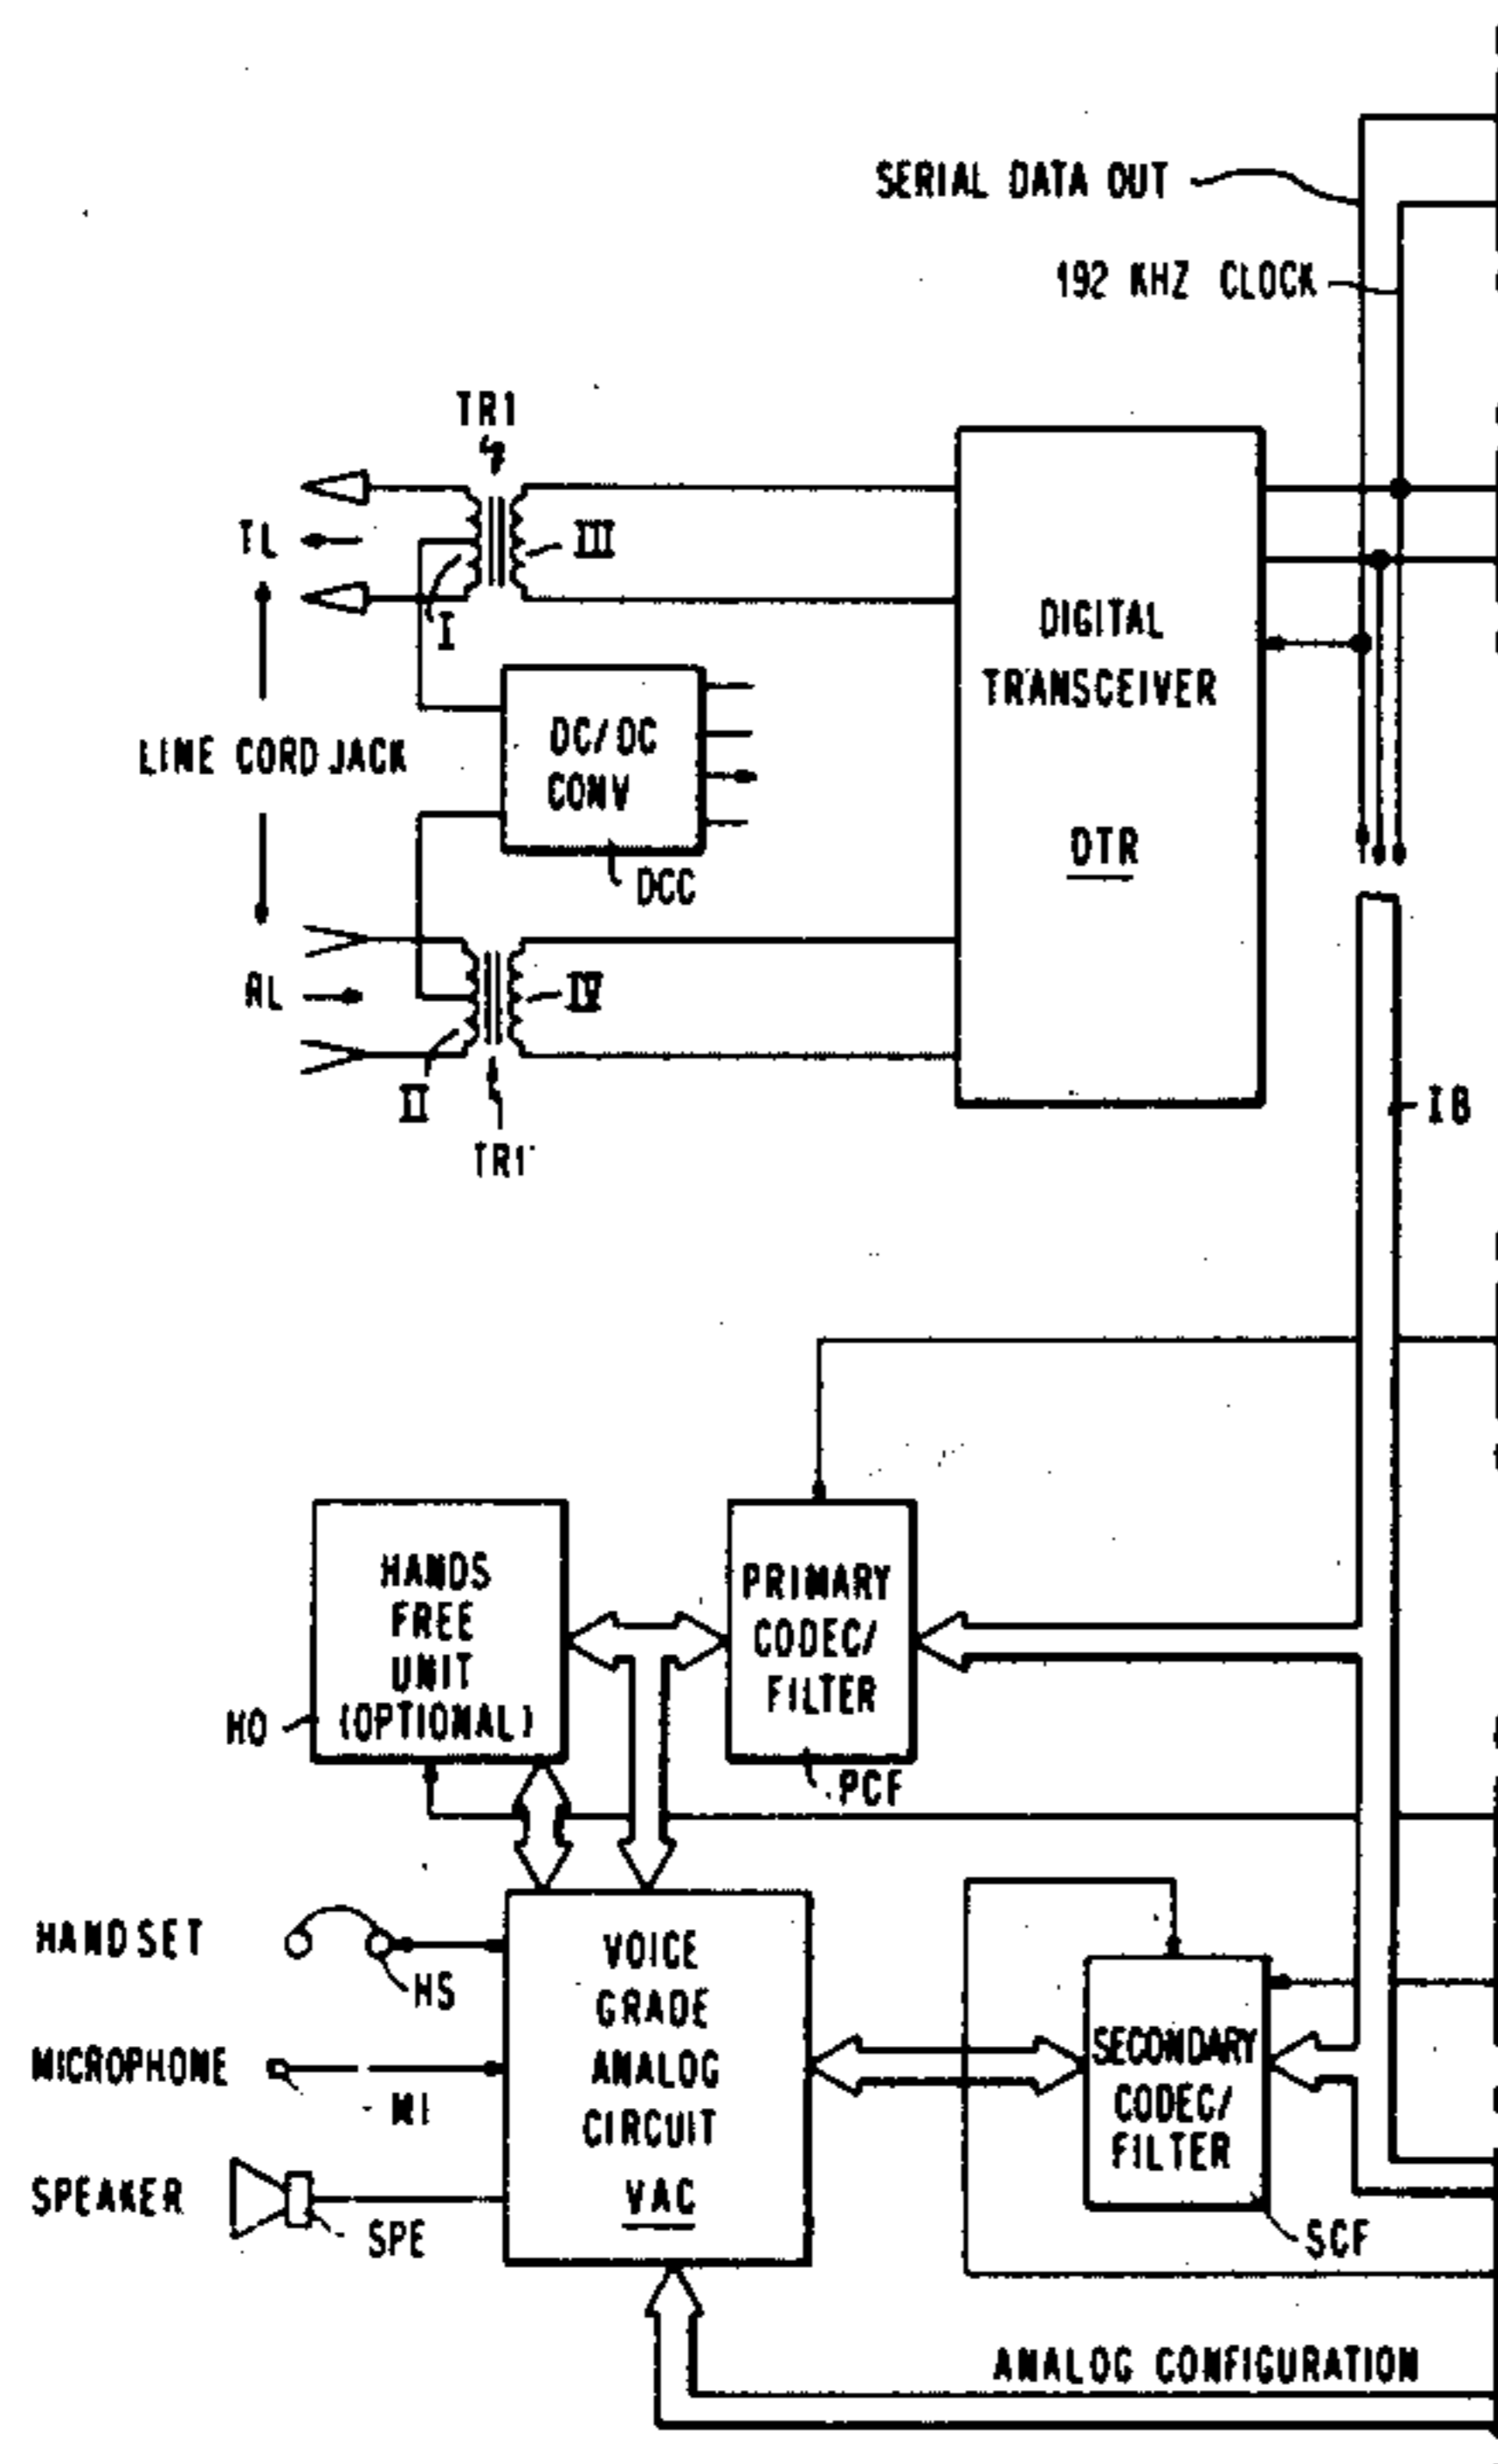 SERIAL DATA OUT
192 KHZ CLOCK
TR1
TL
III
I
DIGITAL
TRANSCEIVER
DTR
LINE CORD JACK
DC/DC
CONV
DCC
RL
IV
II
TR1'
IB
HANDS
FREE
UNIT
(OPTIONAL)
HO
PRIMARY
CODEC/
FILTER
PCF
HANDSET
HS
MICROPHONE
MI
SPEAKER
SPE
VOICE
GRADE
ANALOG
CIRCUIT
VAC
SECONDARY
CODEC/
FILTER
SCF
ANALOG CONFIGURATION